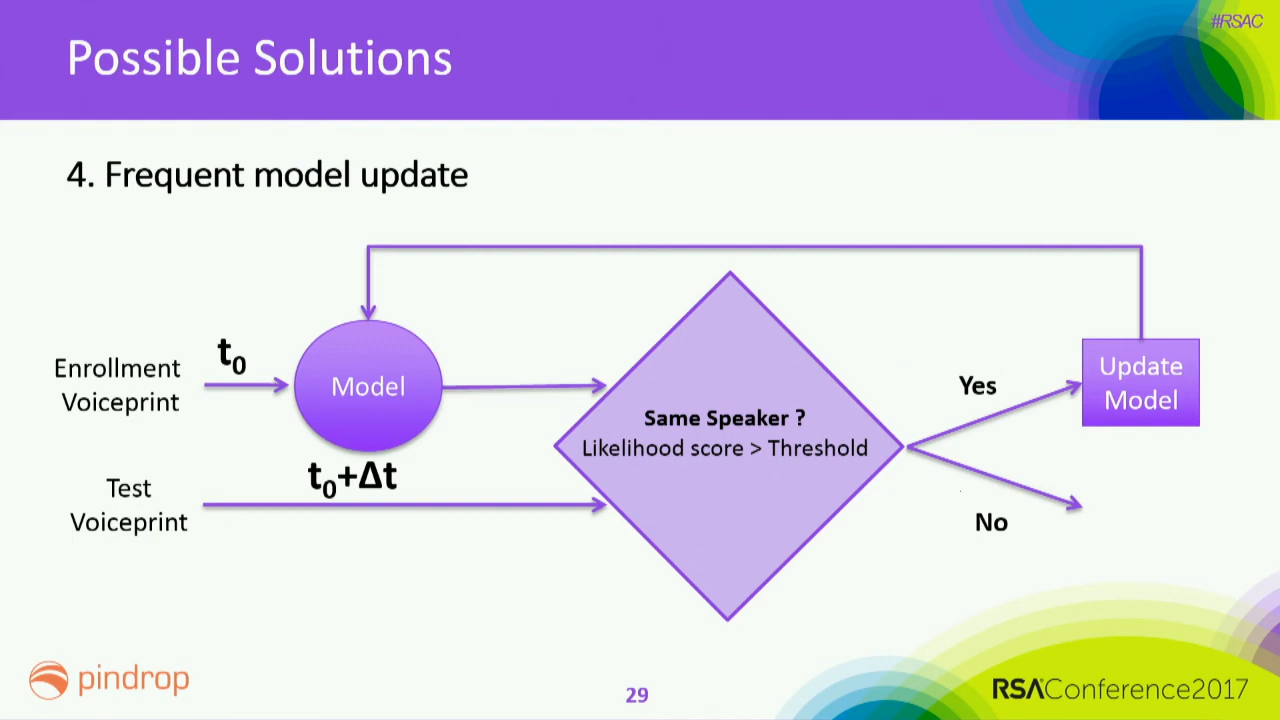 #RSAC
Possible Solutions
4. Frequent model update
Enrollment
Voiceprint
t₀
Model
t₀+Δt
Test
Voiceprint
Same Speaker ?
Likelihood score > Threshold
Yes
No
Update
Model
pindrop
29
RSAConference2017